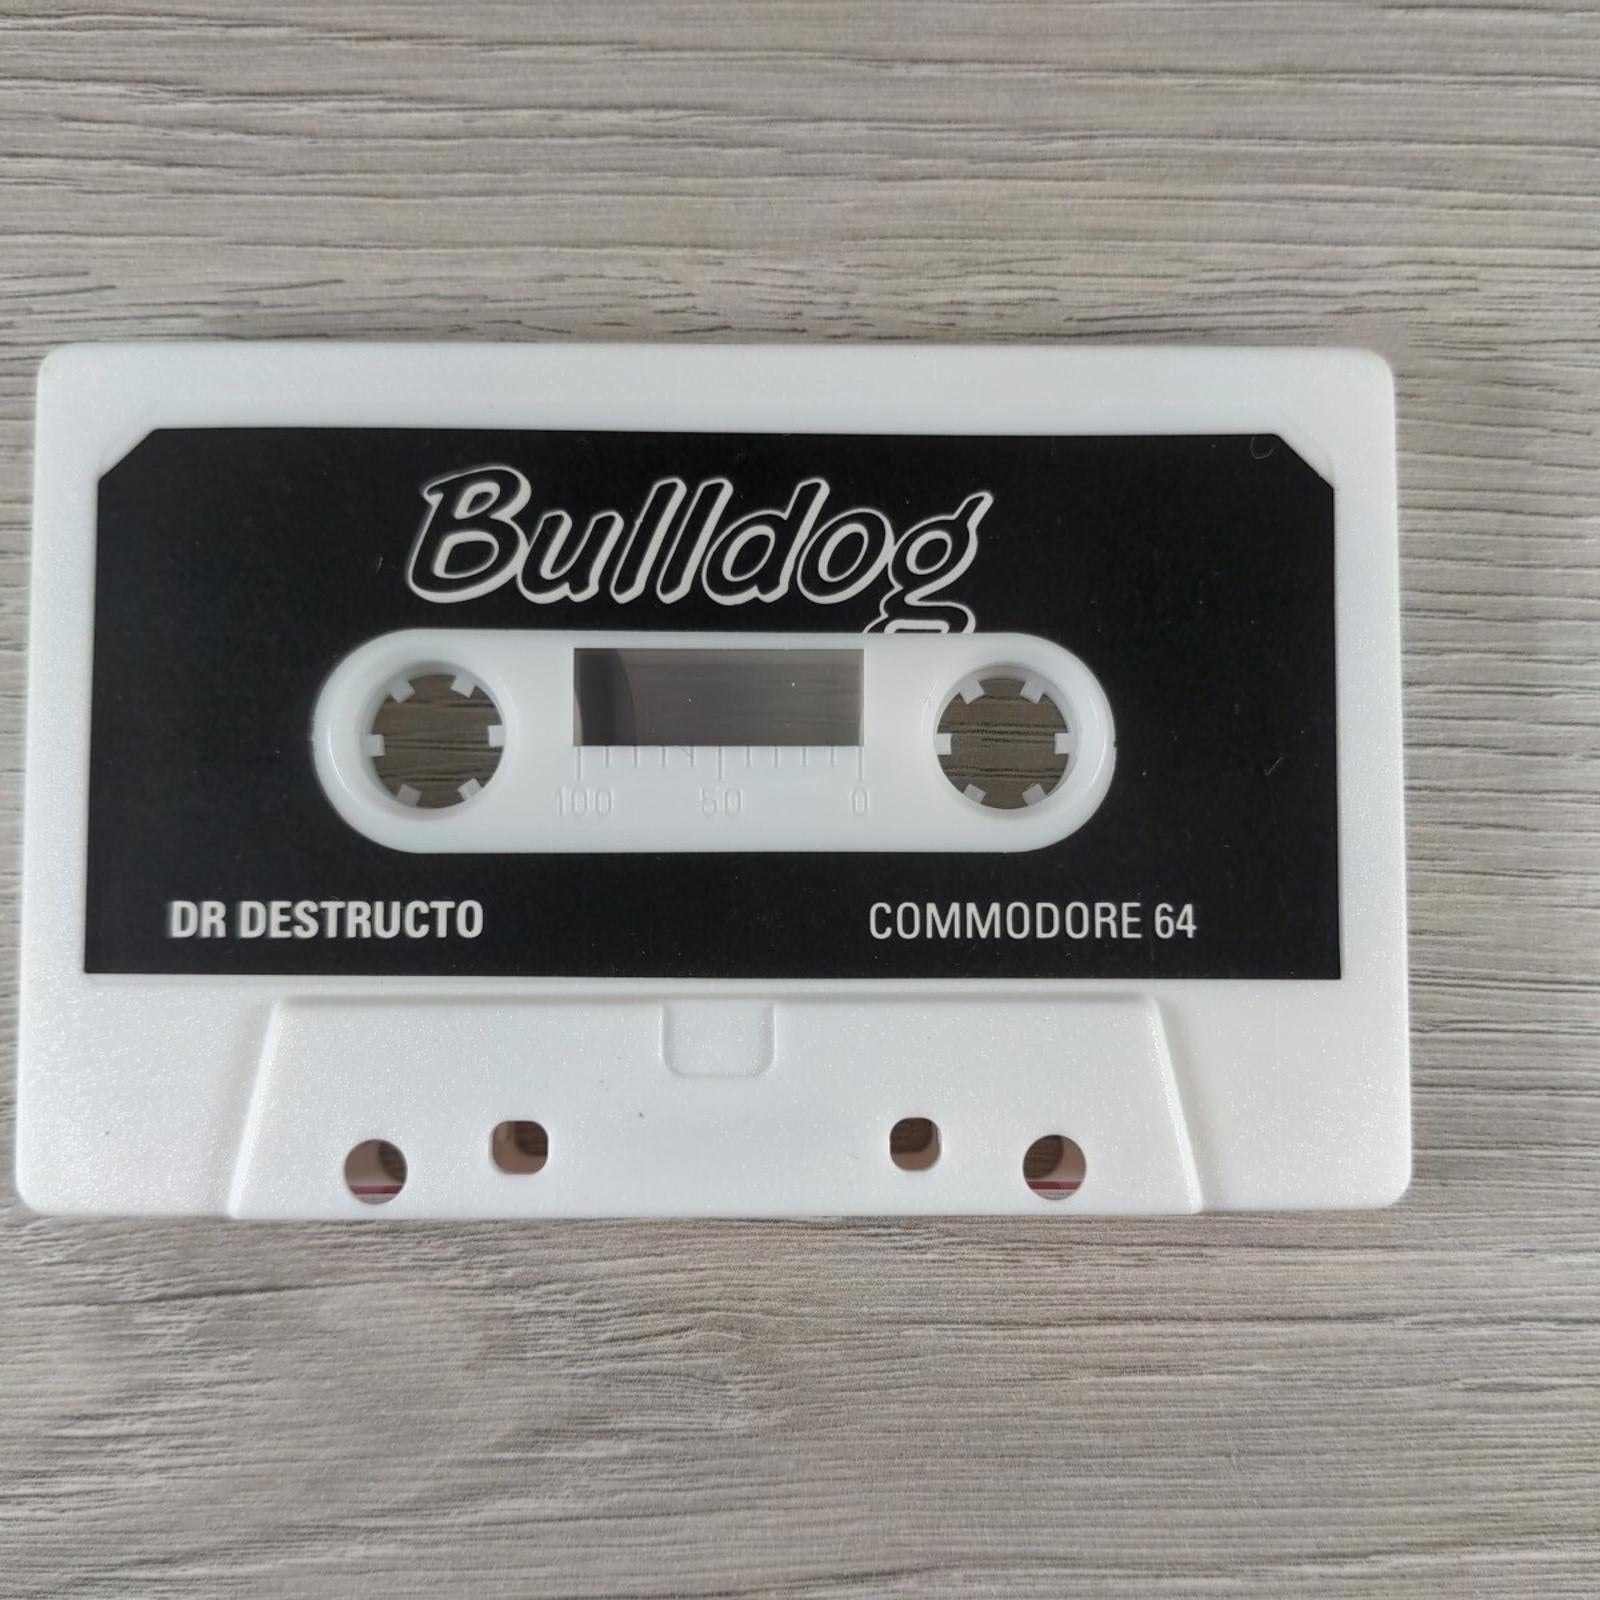 Bulldog
100 50 0
DR DESTRUCTO COMMODORE 64